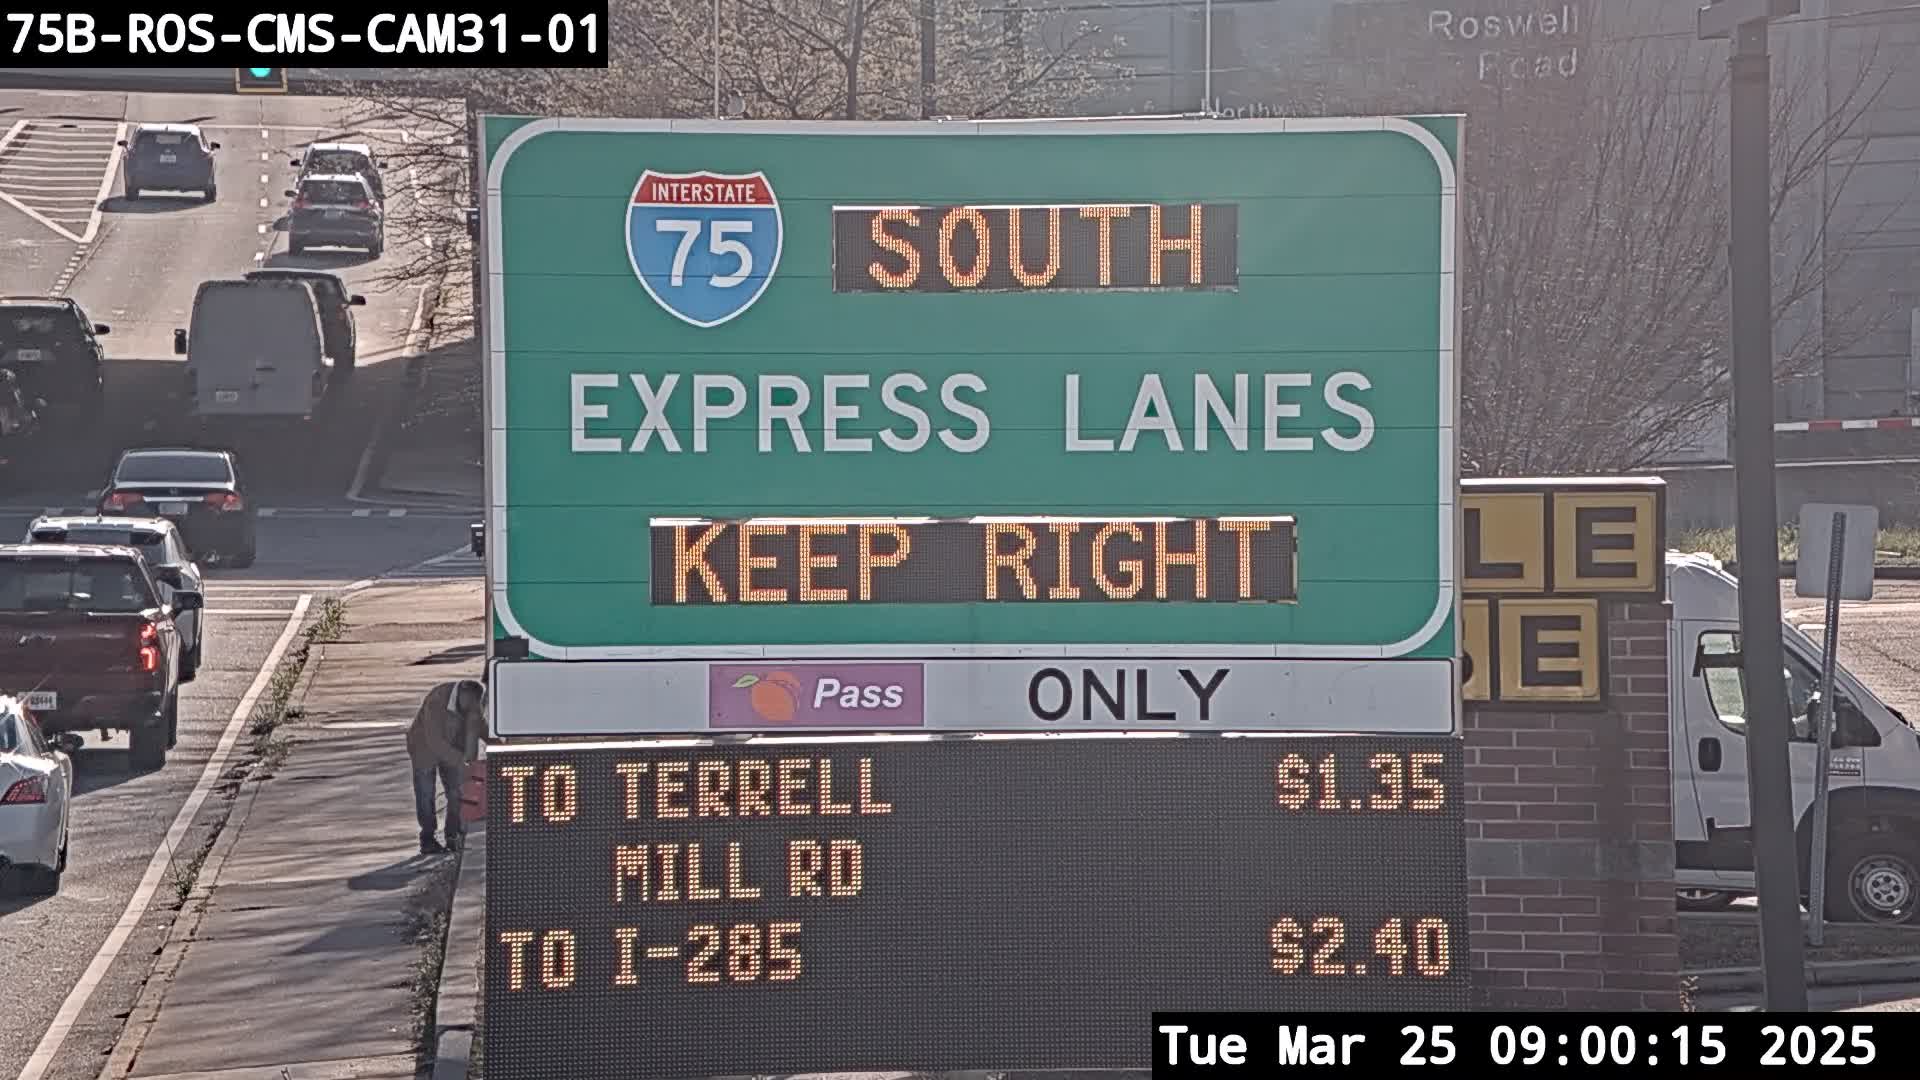 75B-ROS-CMS-CAM31-01
Roswell
Road
INTERSTATE
75
SOUTH
EXPRESS LANES
KEEP RIGHT
Pass ONLY
TO TERRELL $1.35
MILL RD
TO I-285 $2.40
LE
E
Tue Mar 25 09:00:15 2025